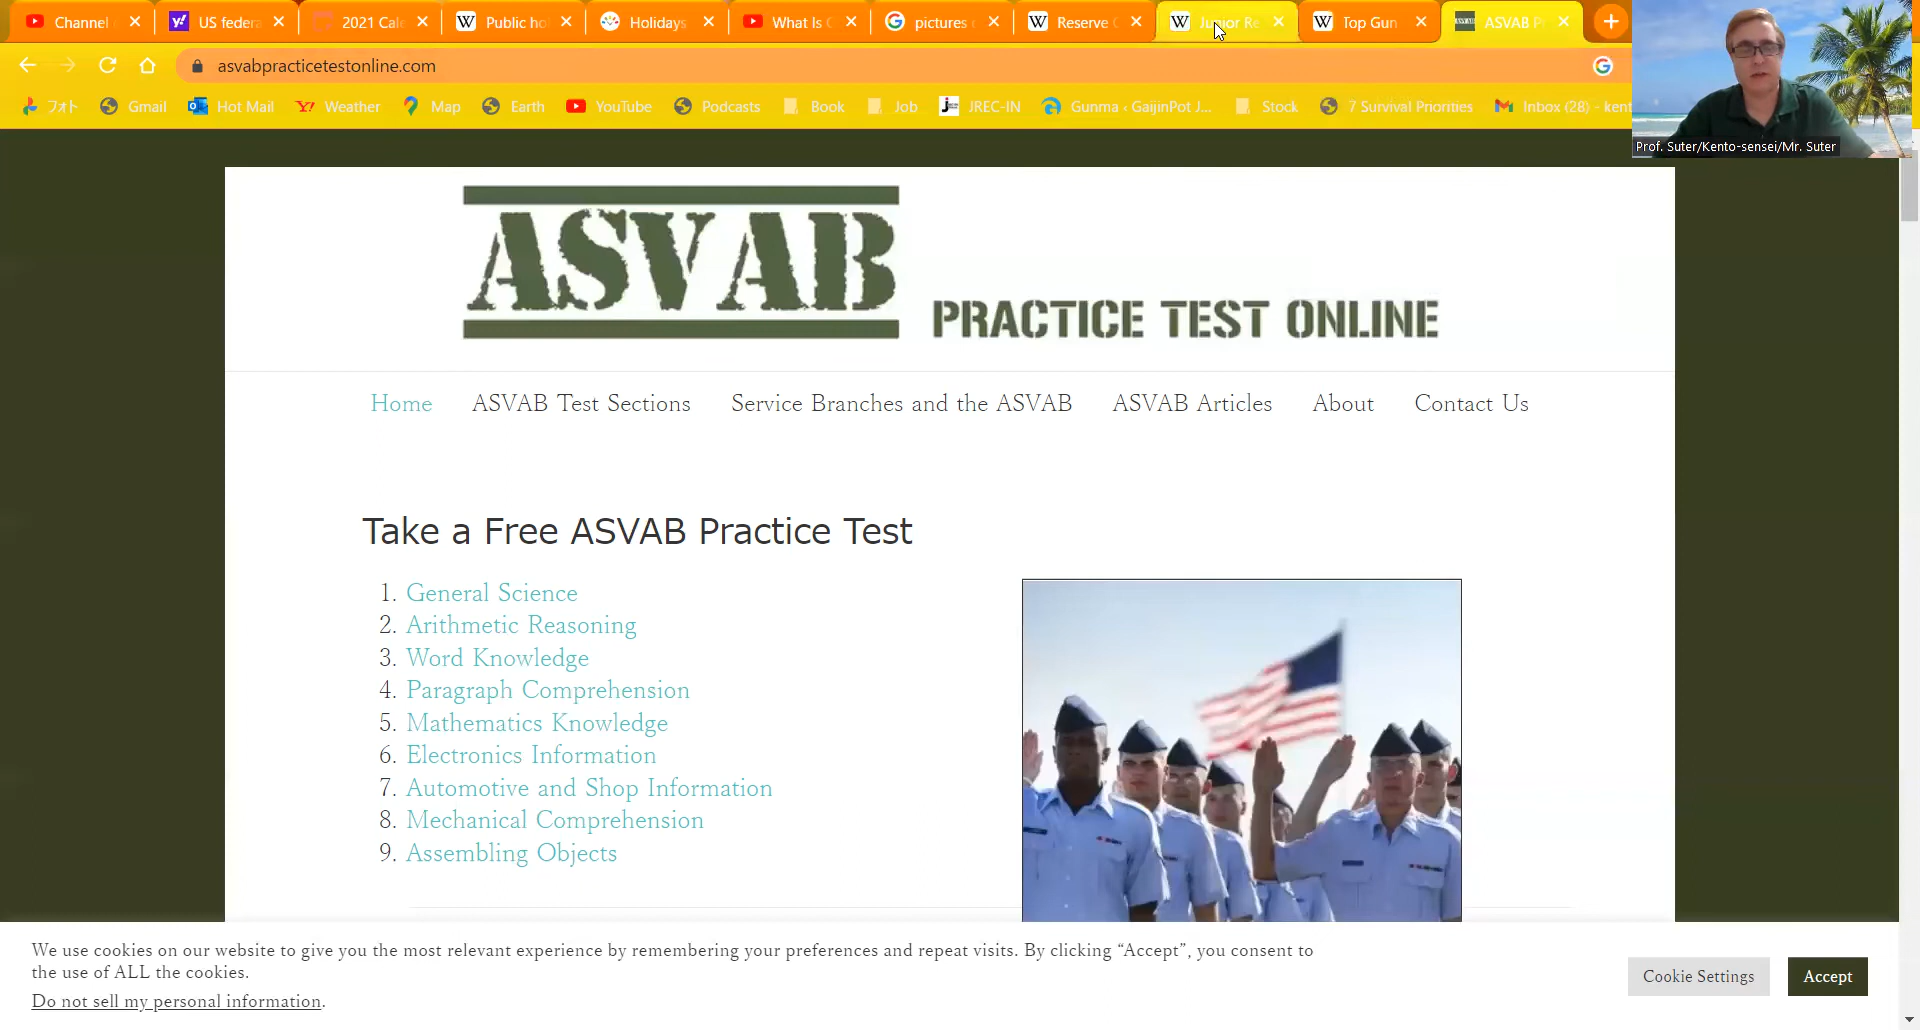 Channel
US federa
2021 Cale
Public ho
Holidays
What Is
pictures
Reserve
Junior Re
Top Gun
ASVAB P
asvabpracticetestonline.com
フォト
Gmail
Hot Mail
Weather
Map
Earth
YouTube
Podcasts
Book
Job
JREC-IN
Gunma ‹ GaijinPot J...
Stock
7 Survival Priorities
Inbox (28) - kent
Prof. Suter/Kento-sensei/Mr. Suter
ASVAB
PRACTICE TEST ONLINE
Home
ASVAB Test Sections
Service Branches and the ASVAB
ASVAB Articles
About
Contact Us
Take a Free ASVAB Practice Test
1. General Science
2. Arithmetic Reasoning
3. Word Knowledge
4. Paragraph Comprehension
5. Mathematics Knowledge
6. Electronics Information
7. Automotive and Shop Information
8. Mechanical Comprehension
9. Assembling Objects
We use cookies on our website to give you the most relevant experience by remembering your preferences and repeat visits. By clicking “Accept”, you consent to
the use of ALL the cookies.
Do not sell my personal information.
Cookie Settings
Accept